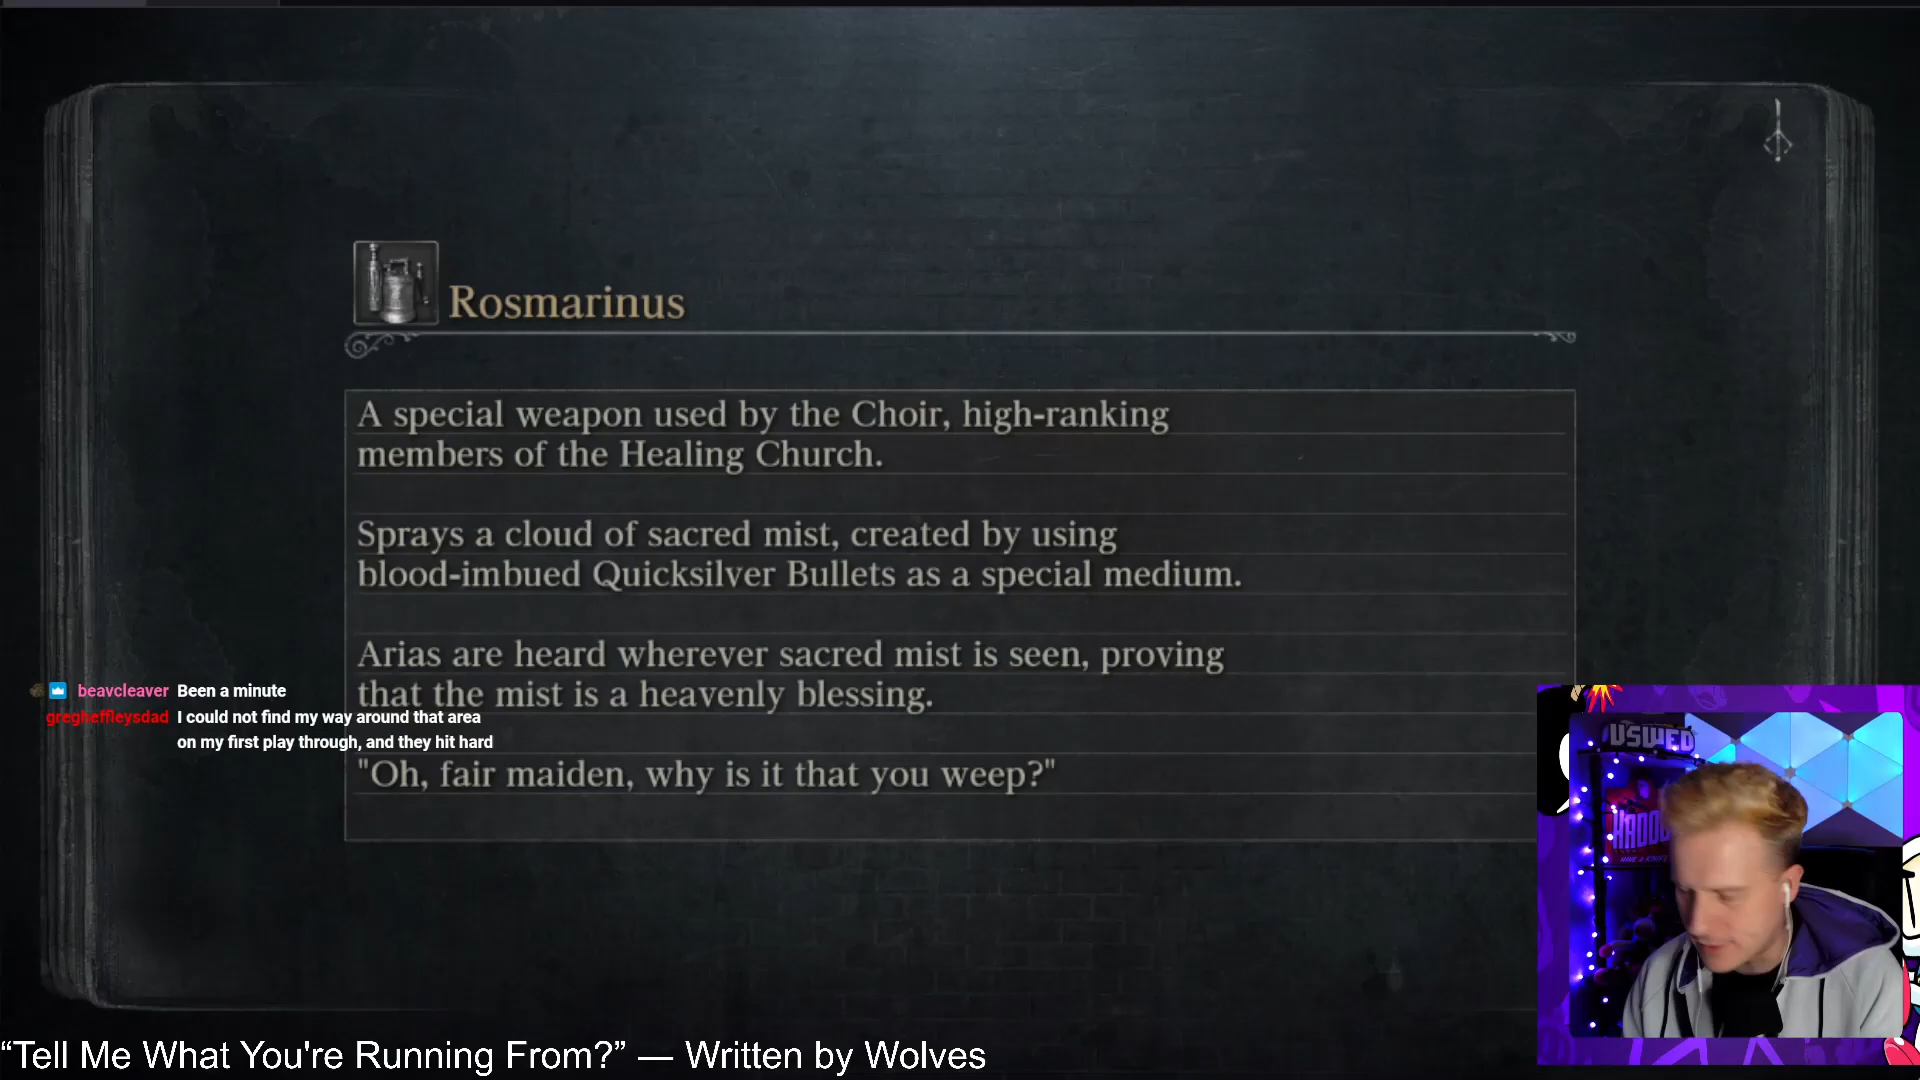 Rosmarinus
A special weapon used by the Choir, high-ranking
members of the Healing Church.
Sprays a cloud of sacred mist, created by using
blood-imbued Quicksilver Bullets as a special medium.
Arias are heard wherever sacred mist is seen, proving
that the mist is a heavenly blessing.
"Oh, fair maiden, why is it that you weep?"
beavcleaver Been a minute
gregheffleysdad I could not find my way around that area
on my first play through, and they hit hard
USWED
“Tell Me What You're Running From?” — Written by Wolves